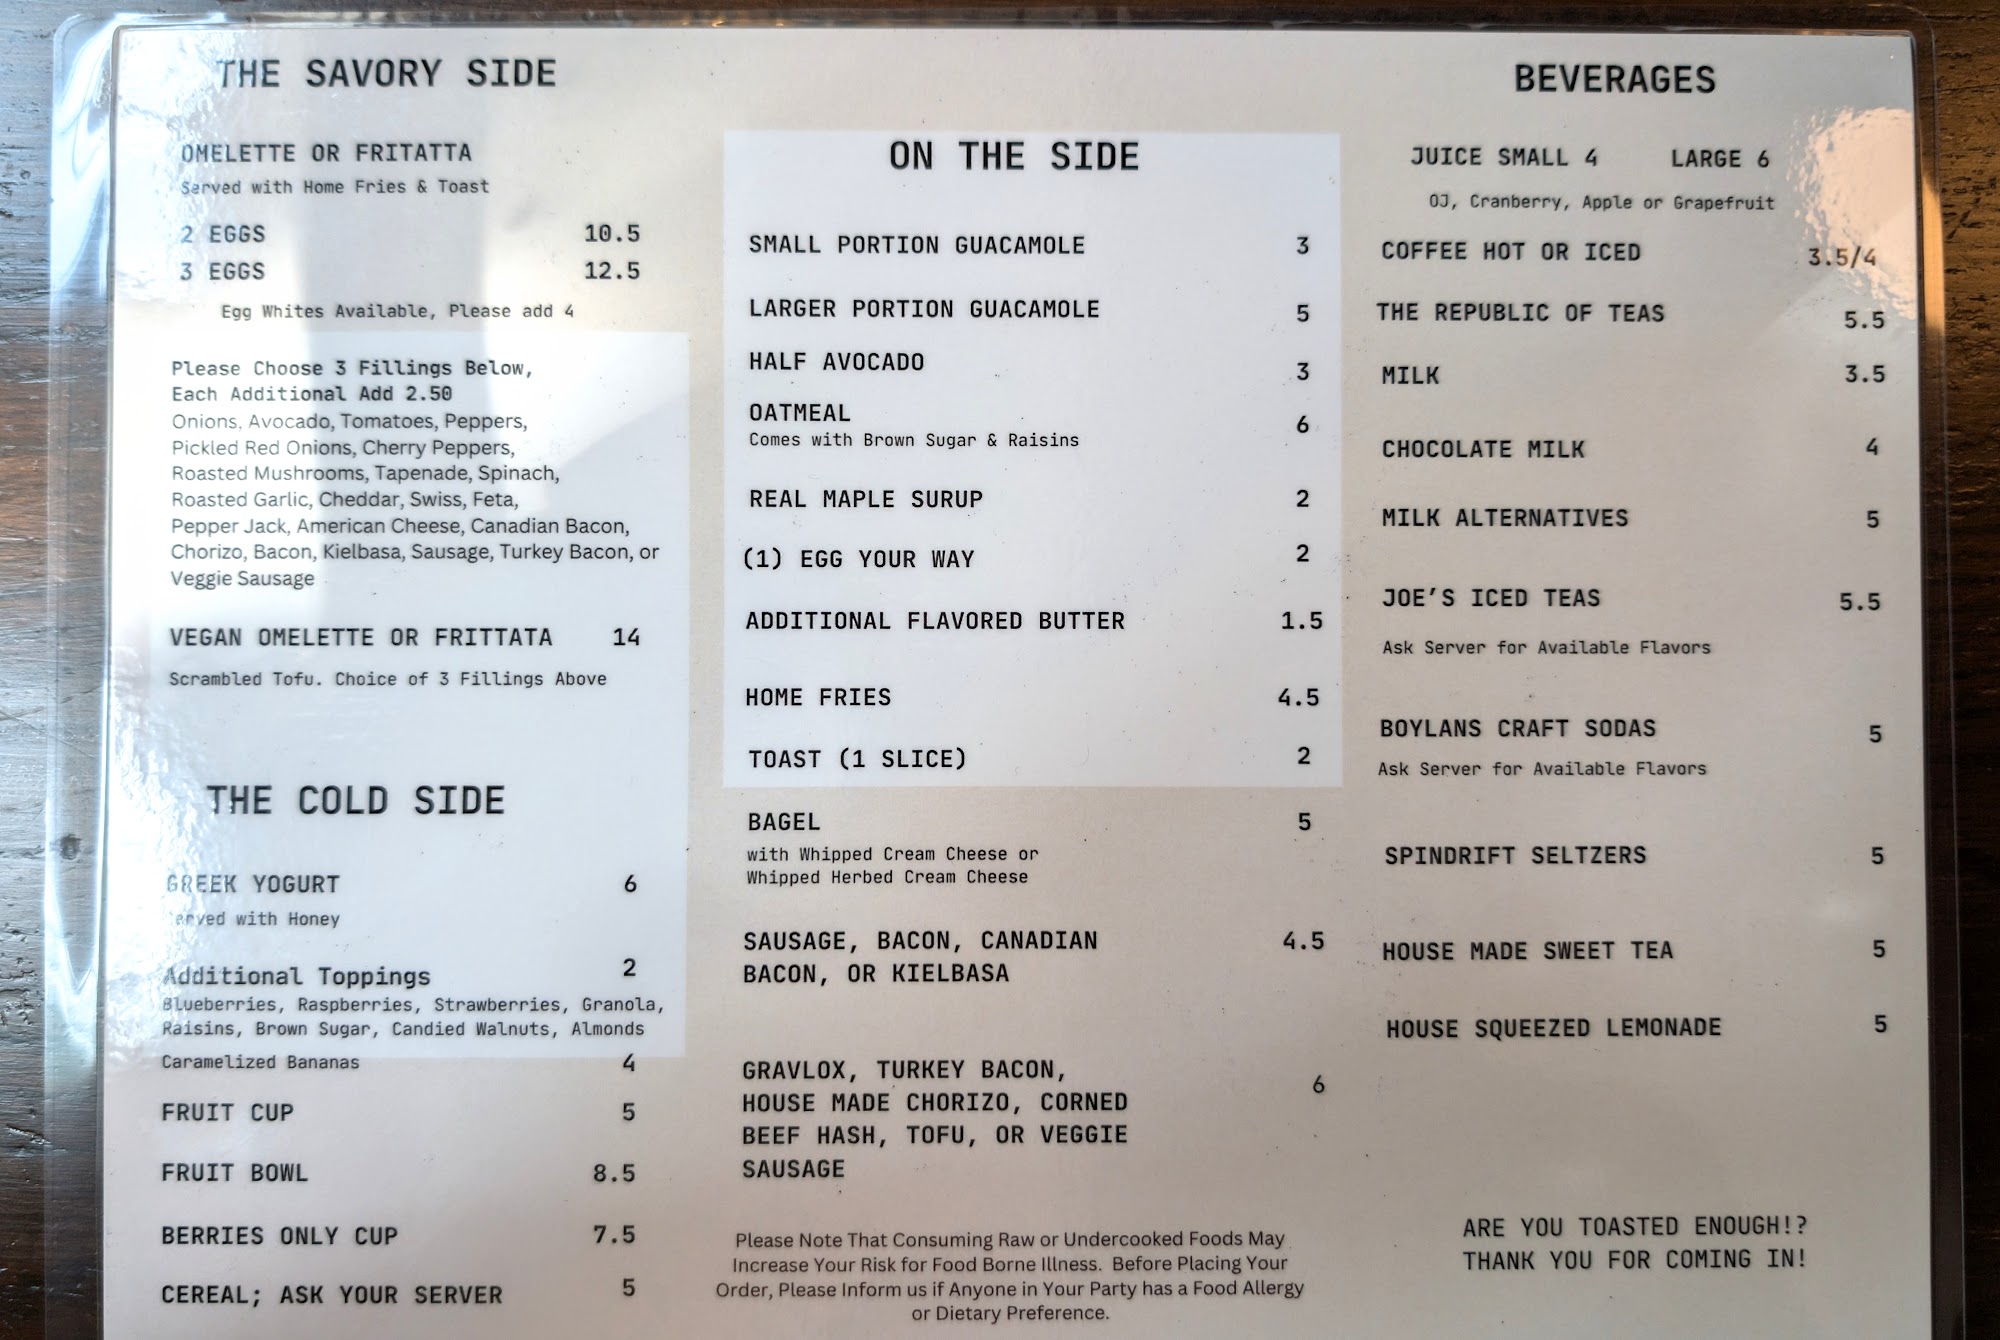 THE SAVORY SIDE
OMELETTE OR FRITATTA
Served with Home Fries & Toast
2 EGGS 10.5
3 EGGS 12.5
Egg Whites Available, Please add 4
Please Choose 3 Fillings Below,
Each Additional Add 2.50
Onions, Avocado, Tomatoes, Peppers,
Pickled Red Onions, Cherry Peppers,
Roasted Mushrooms, Tapenade, Spinach,
Roasted Garlic, Cheddar, Swiss, Feta,
Pepper Jack, American Cheese, Canadian Bacon,
Chorizo, Bacon, Kielbasa, Sausage, Turkey Bacon, or
Veggie Sausage
VEGAN OMELETTE OR FRITTATA 14
Scrambled Tofu. Choice of 3 Fillings Above
THE COLD SIDE
GREEK YOGURT 6
Served with Honey
Additional Toppings 2
Blueberries, Raspberries, Strawberries, Granola,
Raisins, Brown Sugar, Candied Walnuts, Almonds
Caramelized Bananas 4
FRUIT CUP 5
FRUIT BOWL 8.5
BERRIES ONLY CUP 7.5
CEREAL; ASK YOUR SERVER 5
ON THE SIDE
SMALL PORTION GUACAMOLE 3
LARGER PORTION GUACAMOLE 5
HALF AVOCADO 3
OATMEAL 6
Comes with Brown Sugar & Raisins
REAL MAPLE SURUP 2
(1) EGG YOUR WAY 2
ADDITIONAL FLAVORED BUTTER 1.5
HOME FRIES 4.5
TOAST (1 SLICE) 2
BAGEL 5
with Whipped Cream Cheese or
Whipped Herbed Cream Cheese
SAUSAGE, BACON, CANADIAN 4.5
BACON, OR KIELBASA
GRAVLOX, TURKEY BACON, 6
HOUSE MADE CHORIZO, CORNED
BEEF HASH, TOFU, OR VEGGIE
SAUSAGE
Please Note That Consuming Raw or Undercooked Foods May
Increase Your Risk for Food Borne Illness. Before Placing Your
Order, Please Inform us if Anyone in Your Party has a Food Allergy
or Dietary Preference.
BEVERAGES
JUICE SMALL 4 LARGE 6
OJ, Cranberry, Apple or Grapefruit
COFFEE HOT OR ICED 3.5/4
THE REPUBLIC OF TEAS 5.5
MILK 3.5
CHOCOLATE MILK 4
MILK ALTERNATIVES 5
JOE'S ICED TEAS 5.5
Ask Server for Available Flavors
BOYLANS CRAFT SODAS 5
Ask Server for Available Flavors
SPINDRIFT SELTZERS 5
HOUSE MADE SWEET TEA 5
HOUSE SQUEEZED LEMONADE 5
ARE YOU TOASTED ENOUGH!?
THANK YOU FOR COMING IN!